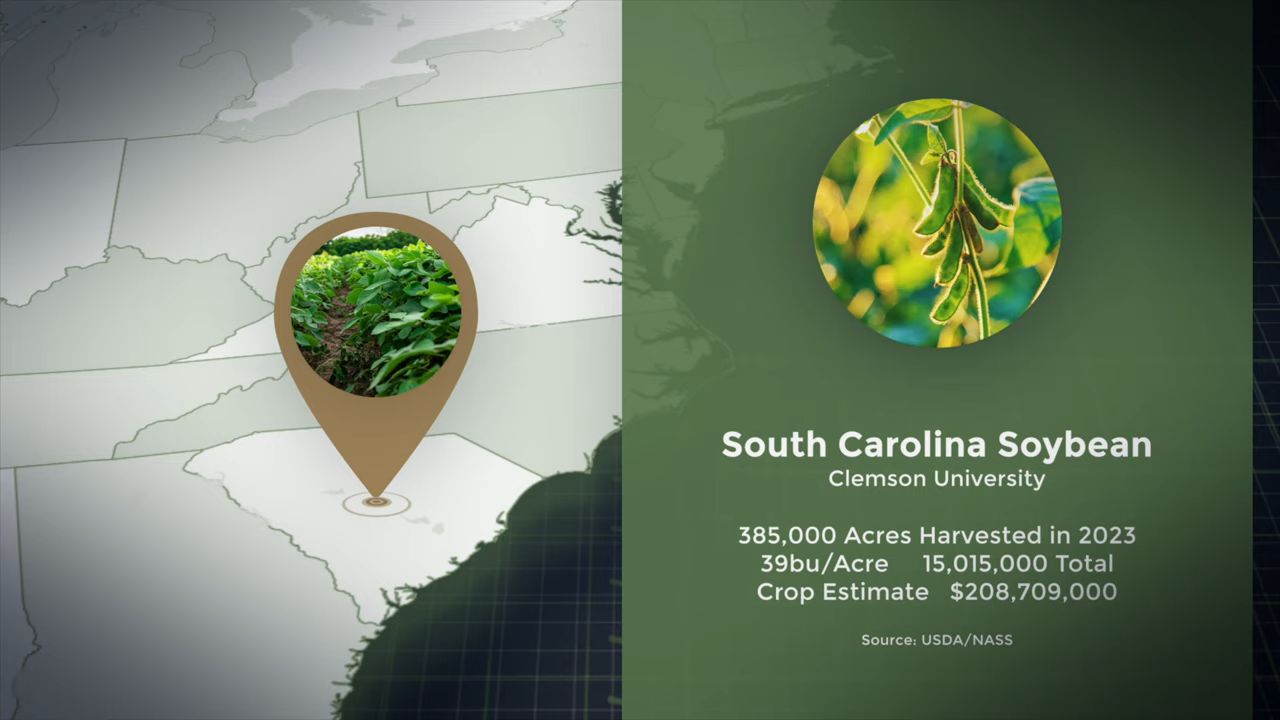 South Carolina Soybean
Clemson University
385,000 Acres Harvested in 2023
39bu/Acre 15,015,000 Total
Crop Estimate $208,709,000
Source: USDA/NASS